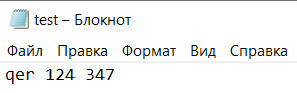 test – Блокнот
Файл Правка Формат Вид Справка
qer 124 347